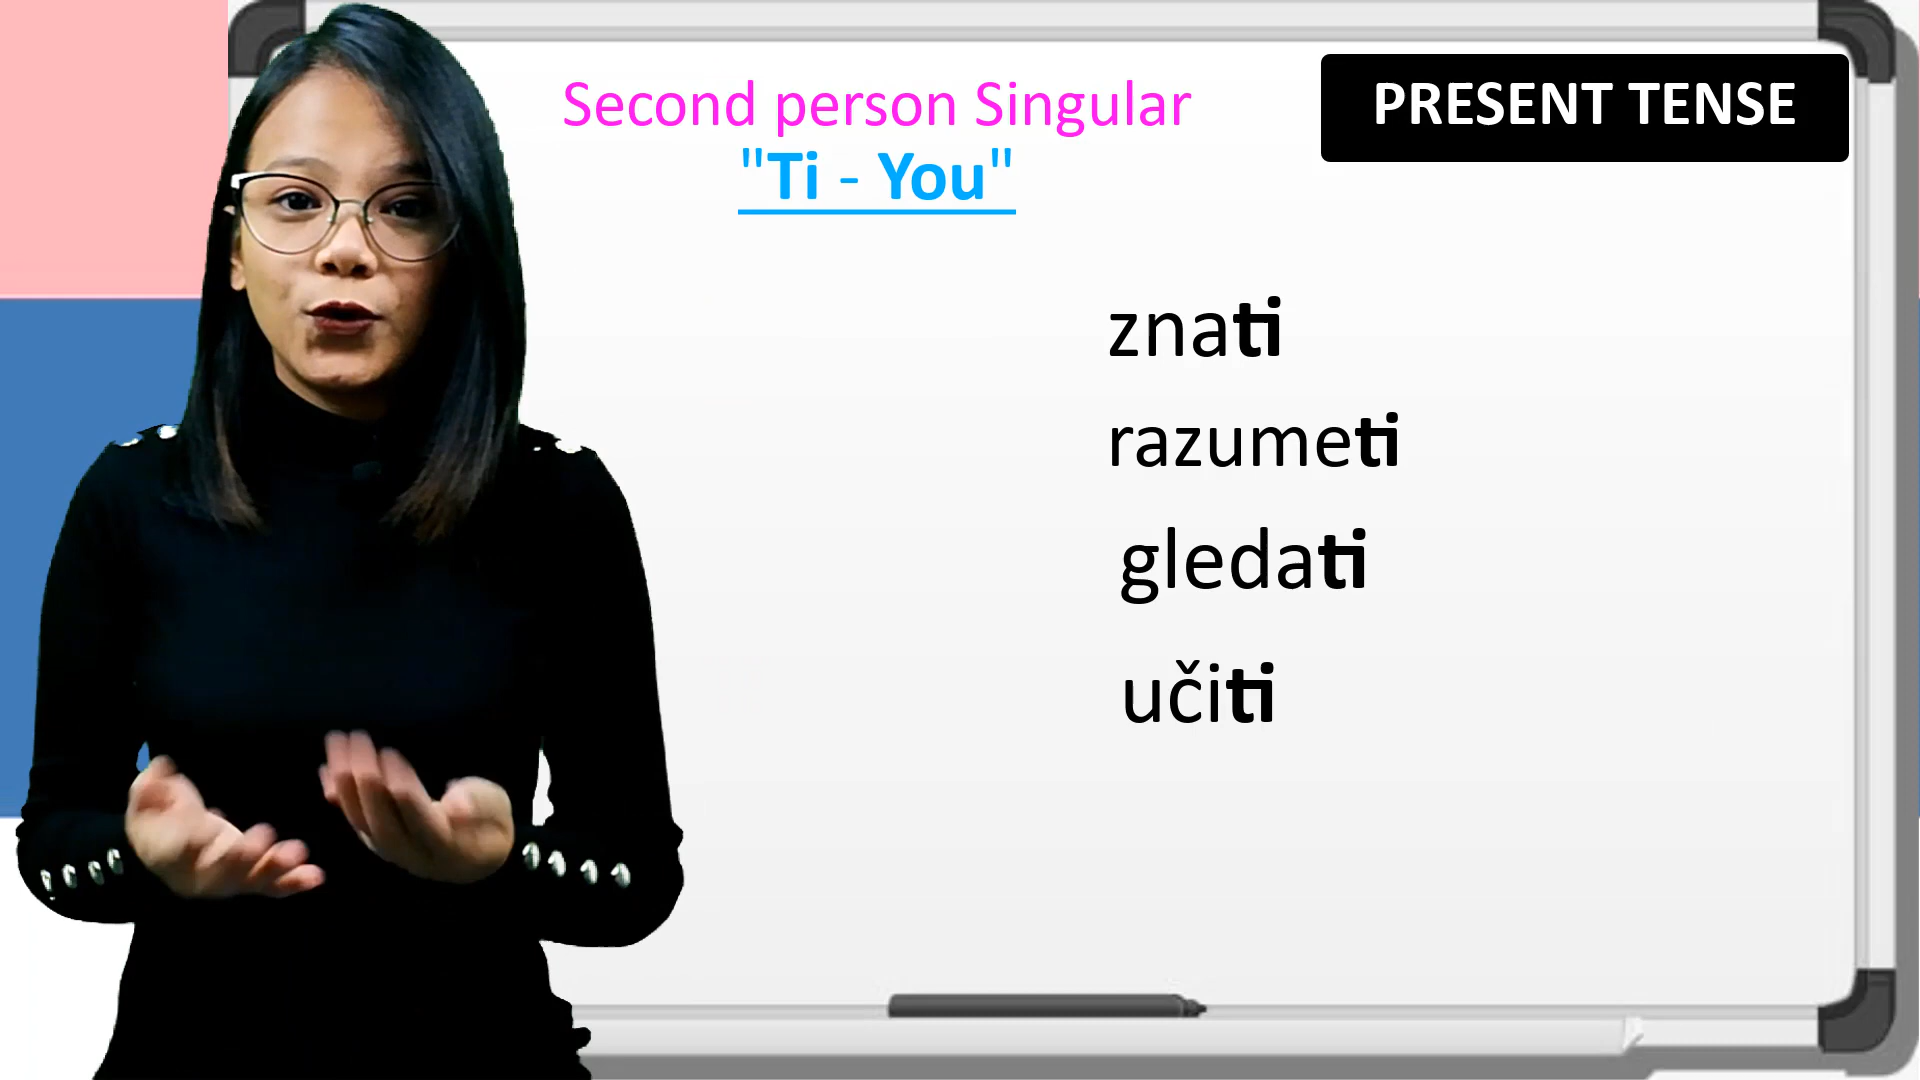 Second person Singular
"Ti - You"
PRESENT TENSE
znati
razumeti
gledati
učiti